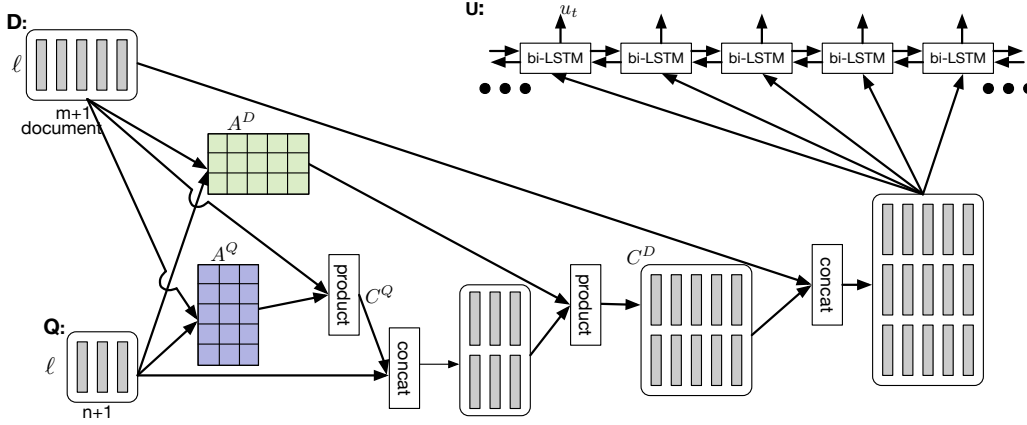 D:
U:
u_t
bi-LSTM bi-LSTM bi-LSTM bi-LSTM bi-LSTM
ℓ
m+1
document
A^D
A^Q
product
C^Q
product
C^D
concat
Q:
ℓ
concat
n+1